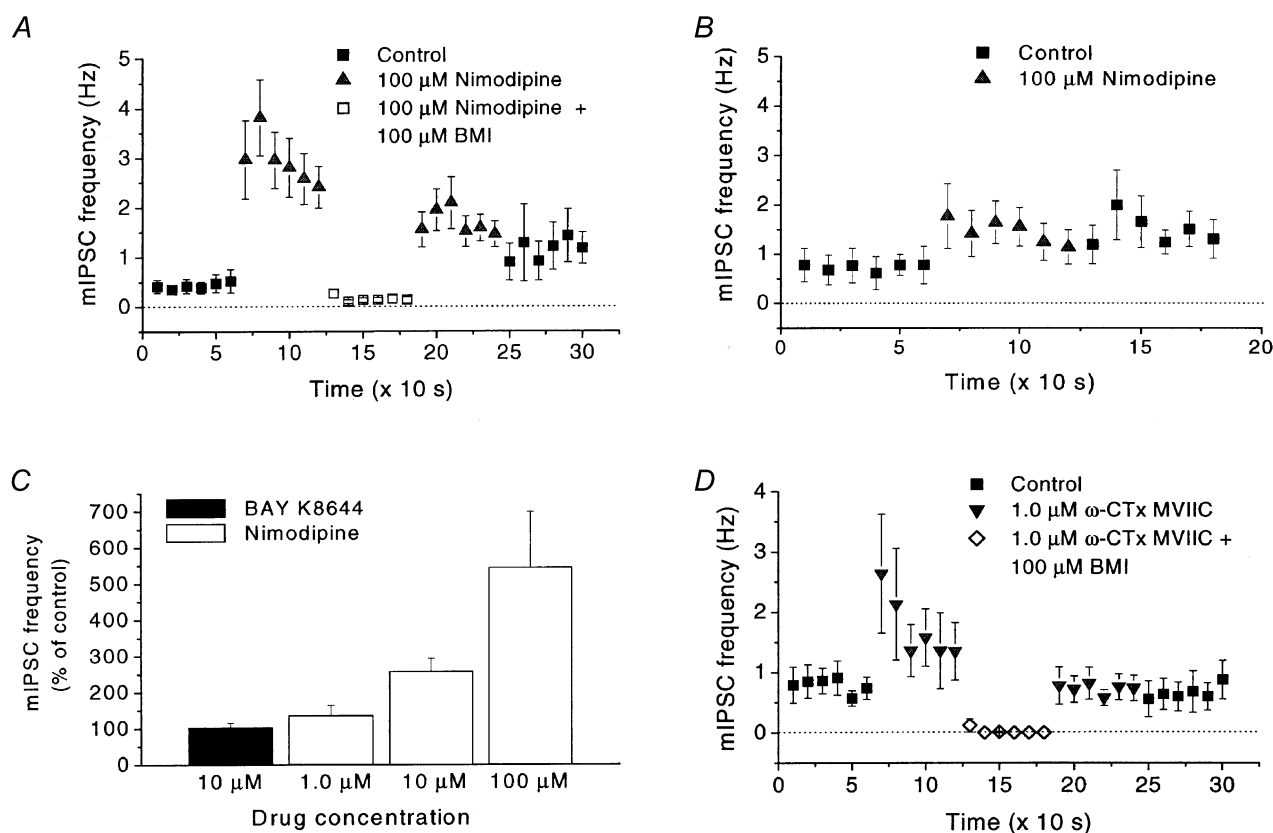 A
Control
100 μM Nimodipine
100 μM Nimodipine +
100 μM BMI
mIPSC frequency (Hz)
5
4
3
2
1
0
0 5 10 15 20 25 30
Time (x 10 s)
B
Control
100 μM Nimodipine
mIPSC frequency (Hz)
5
4
3
2
1
0
0 5 10 15 20
Time (x 10 s)
C
BAY K8644
Nimodipine
mIPSC frequency
(% of control)
700
600
500
400
300
200
100
0
10 μM 1.0 μM 10 μM 100 μM
Drug concentration
D
Control
1.0 μM ω-CTx MVIIC
1.0 μM ω-CTx MVIIC +
100 μM BMI
mIPSC frequency (Hz)
4
3
2
1
0
0 5 10 15 20 25 30
Time (x 10 s)